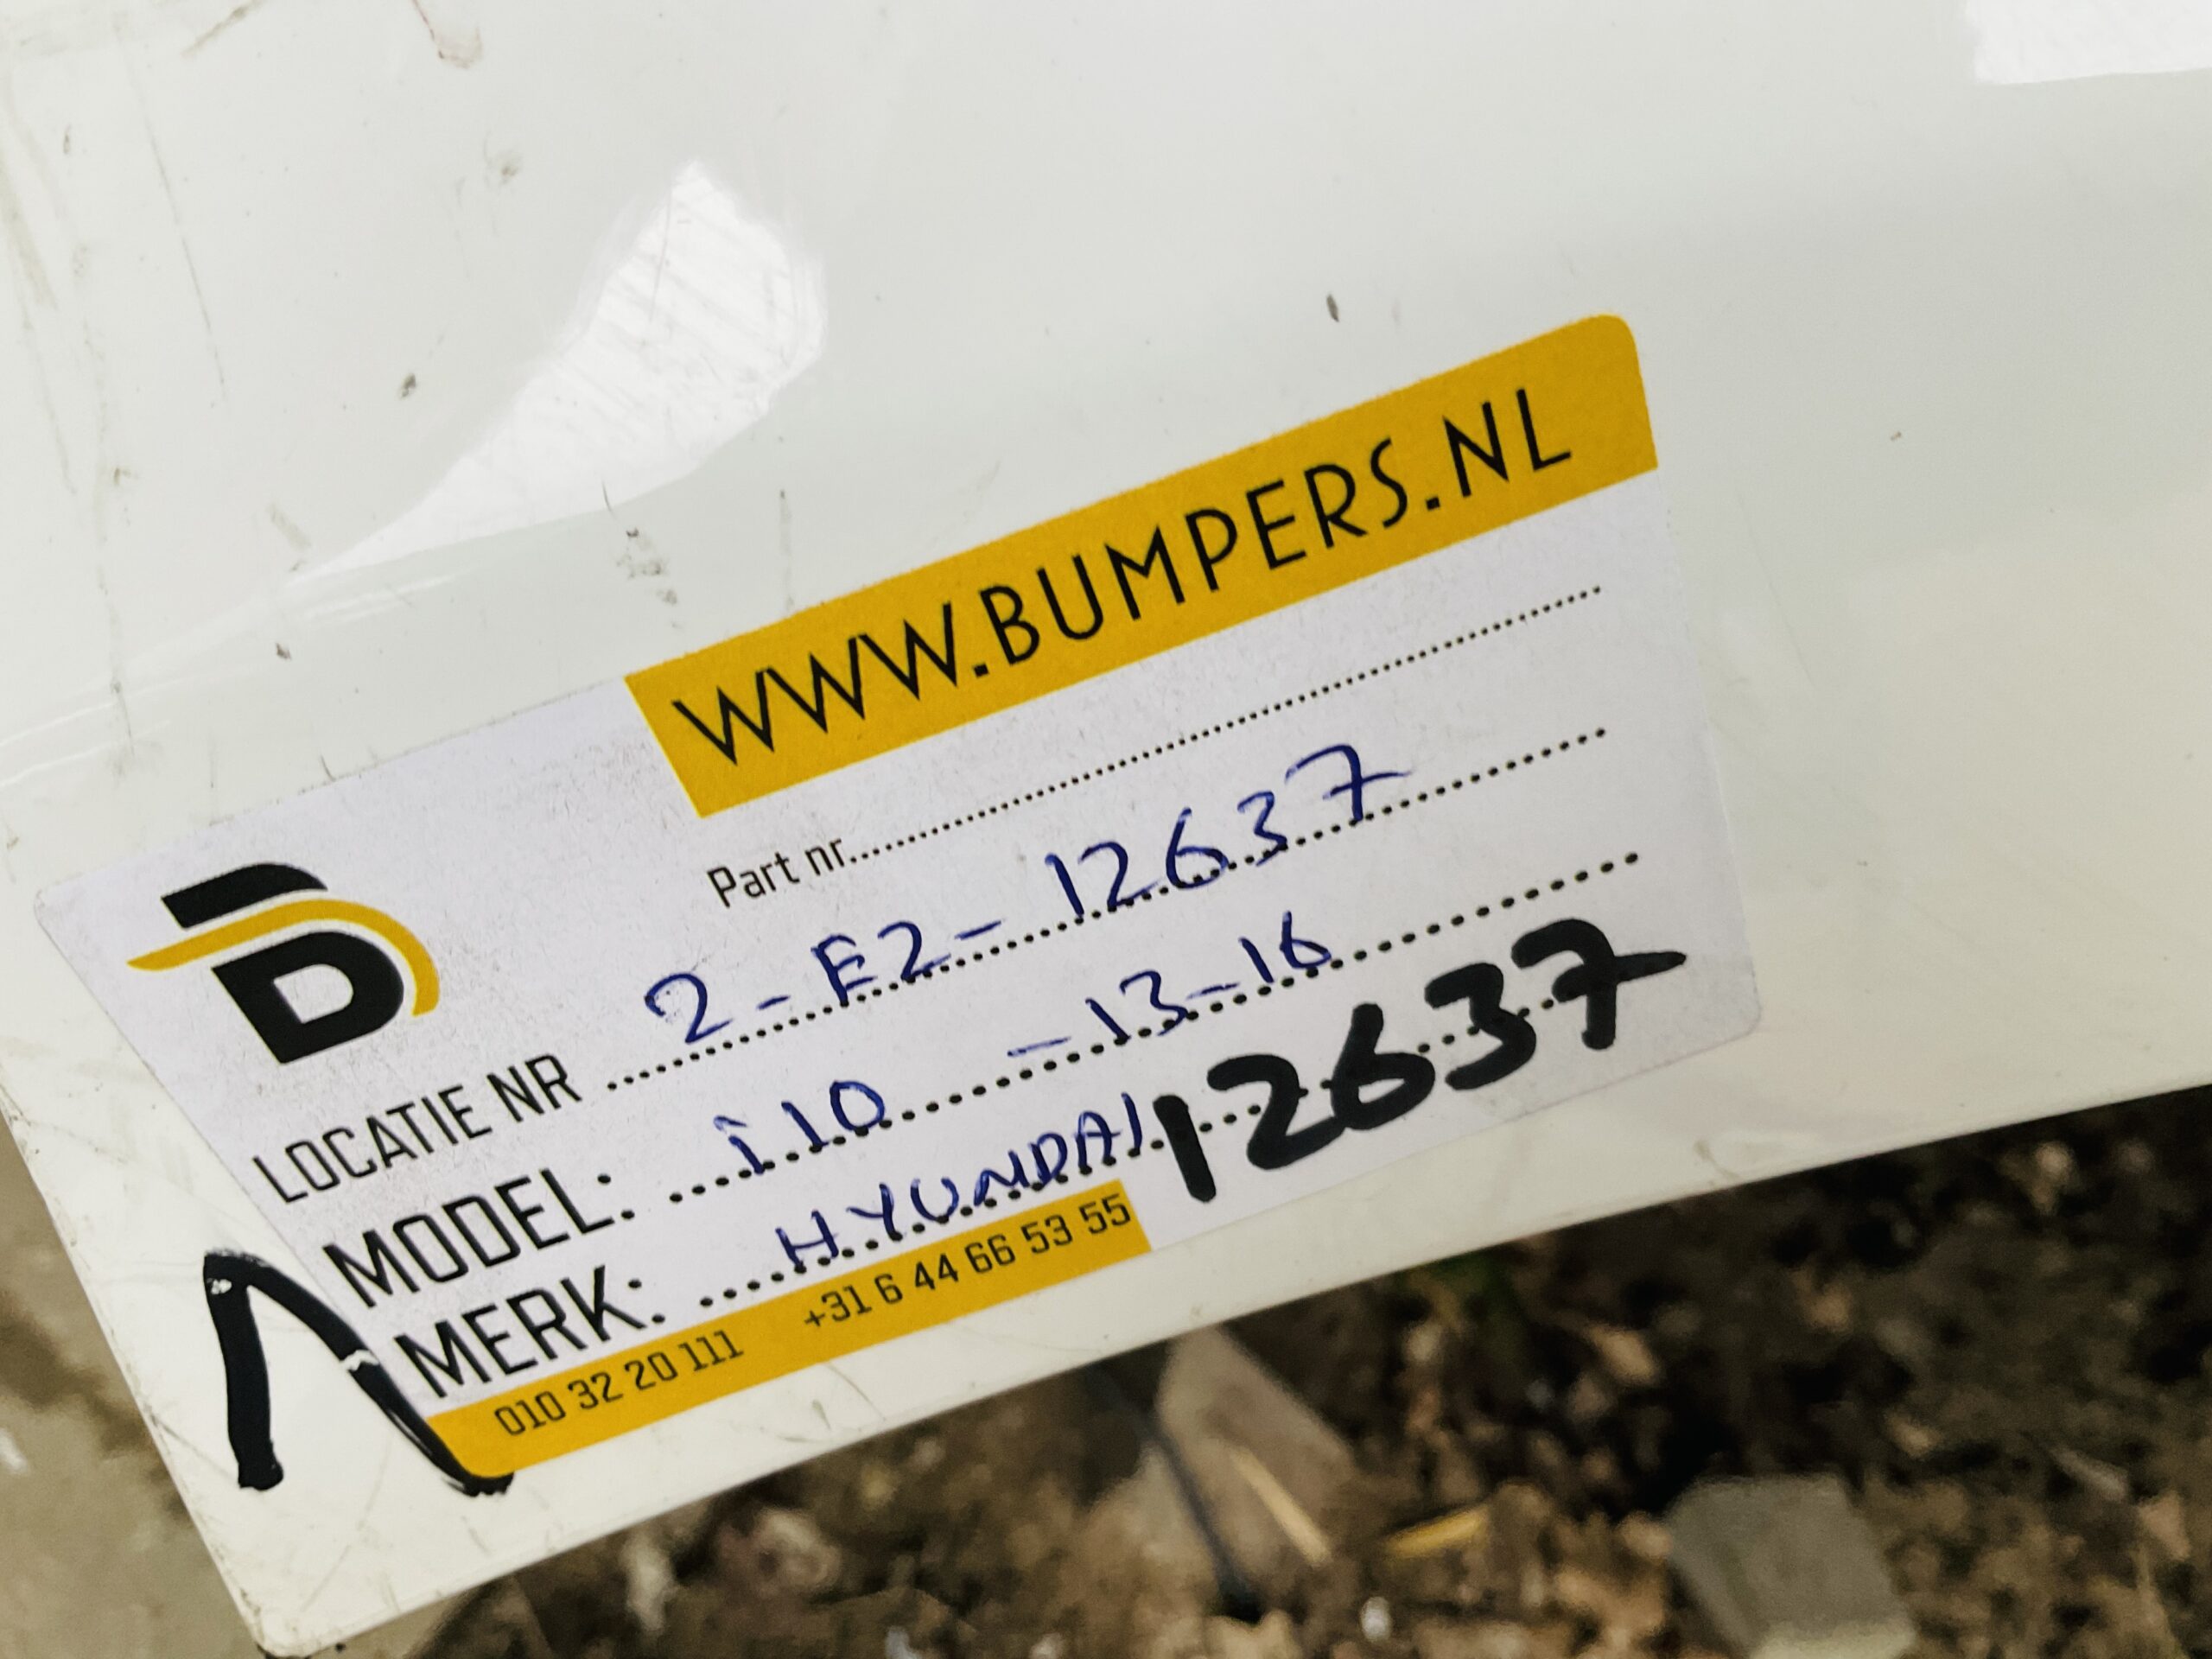 WWW.BUMPERS.NL
Part nr..............................
LOCATIE NR 2-E2-12637
MODEL: i10 -13-16
MERK: HYUNDAI 12637
010 32 20 111 +31 6 44 66 53 55